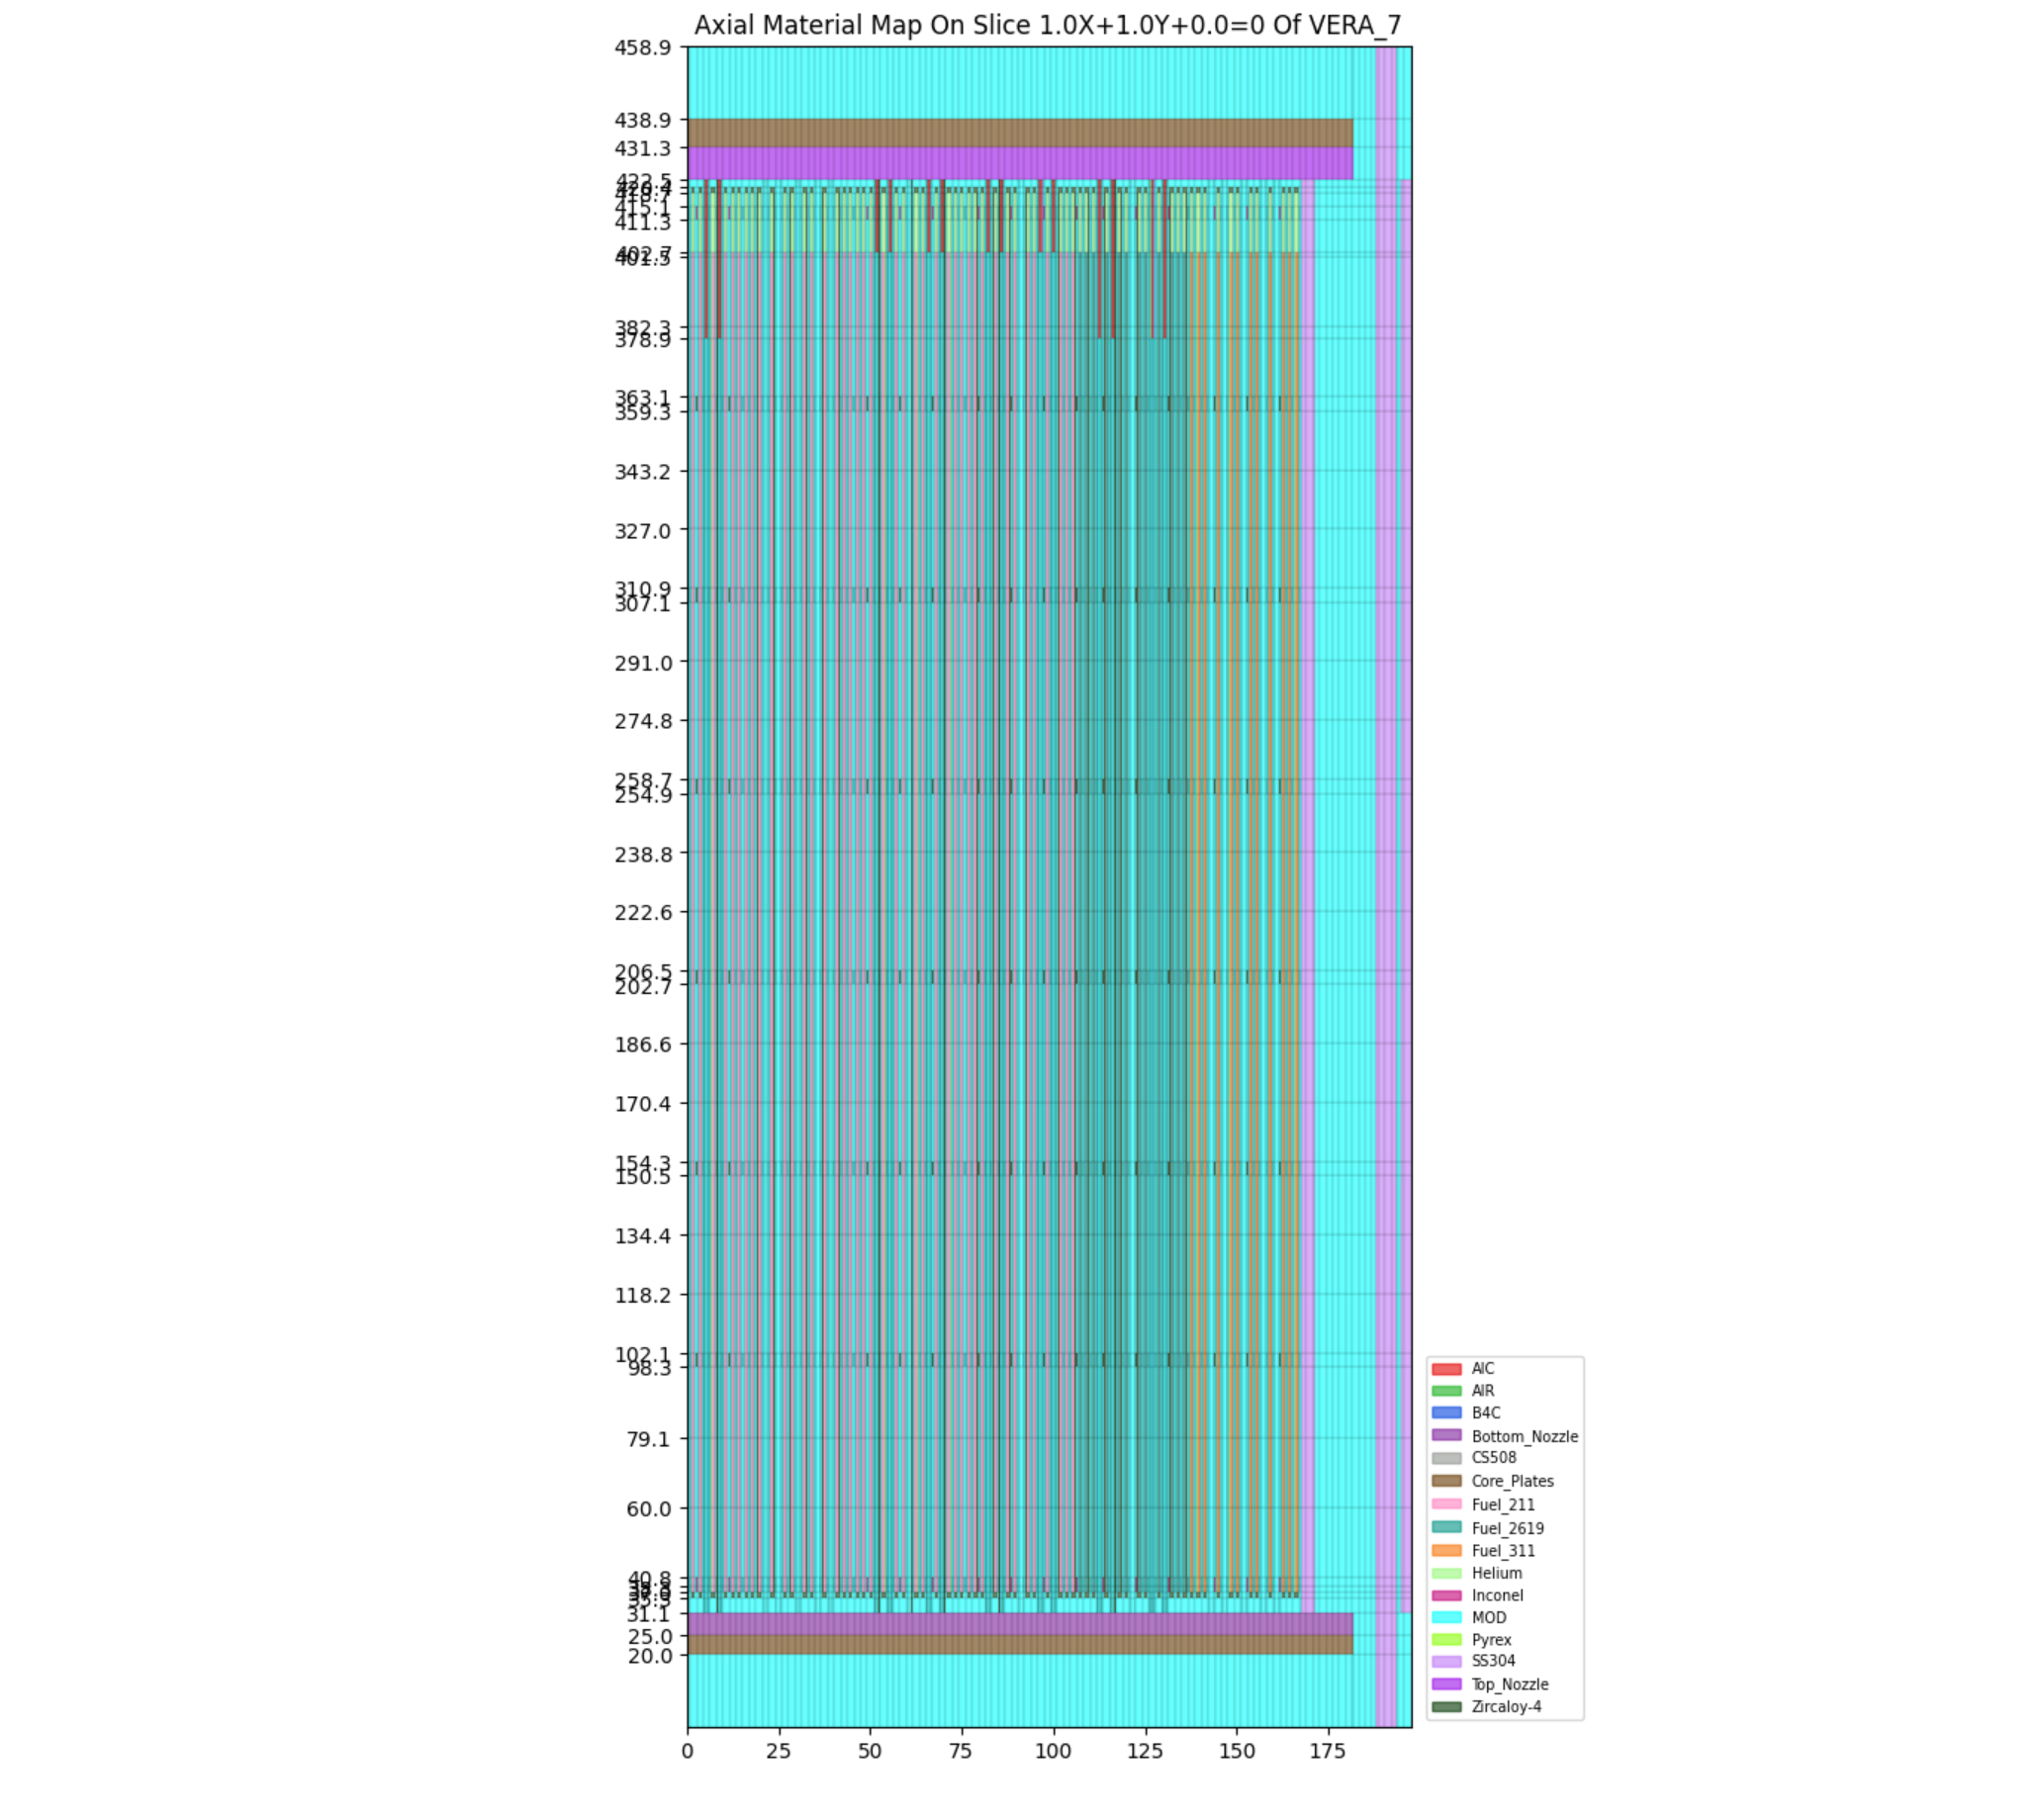 Axial Material Map On Slice 1.0X+1.0Y+0.0=0 Of VERA_7
458.9
438.9
431.3
422.5
415.1
411.3
402.7
401.5
382.3
378.9
363.1
359.3
343.2
327.0
310.9
307.1
291.0
274.8
258.7
254.9
238.8
222.6
206.5
202.7
186.6
170.4
154.3
150.5
134.4
118.2
102.1
98.3
79.1
60.0
40.8
31.1
25.0
20.0
0 25 50 75 100 125 150 175
AIC
AIR
B4C
Bottom_Nozzle
CS508
Core_Plates
Fuel_211
Fuel_2619
Fuel_311
Helium
Inconel
MOD
Pyrex
SS304
Top_Nozzle
Zircaloy-4